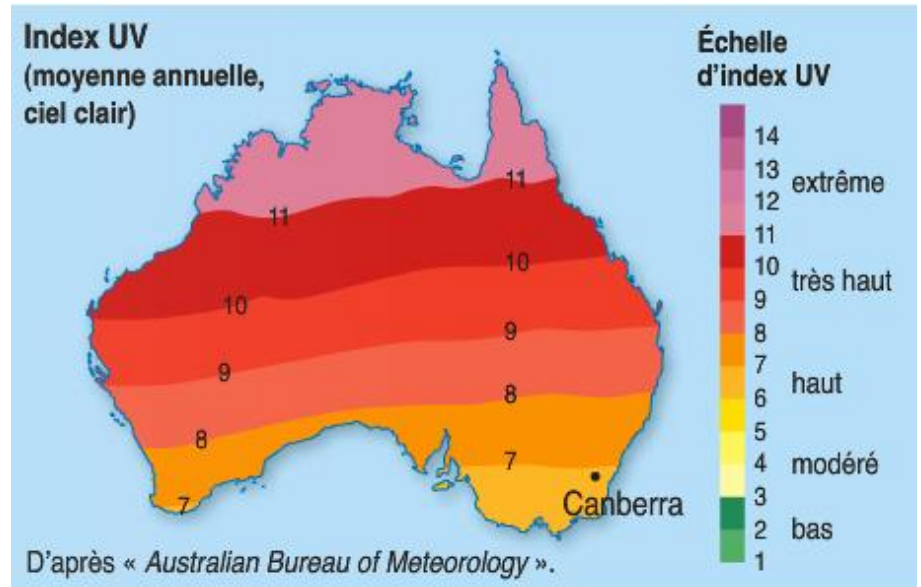 Index UV
(moyenne annuelle,
ciel clair)
11
11
10
10
9
9
8
8
7
7
Canberra
D'après « Australian Bureau of Meteorology ».
Échelle
d'index UV
14
13
extrême
12
11
10
très haut
9
8
7
haut
6
5
modéré
4
3
2
bas
1